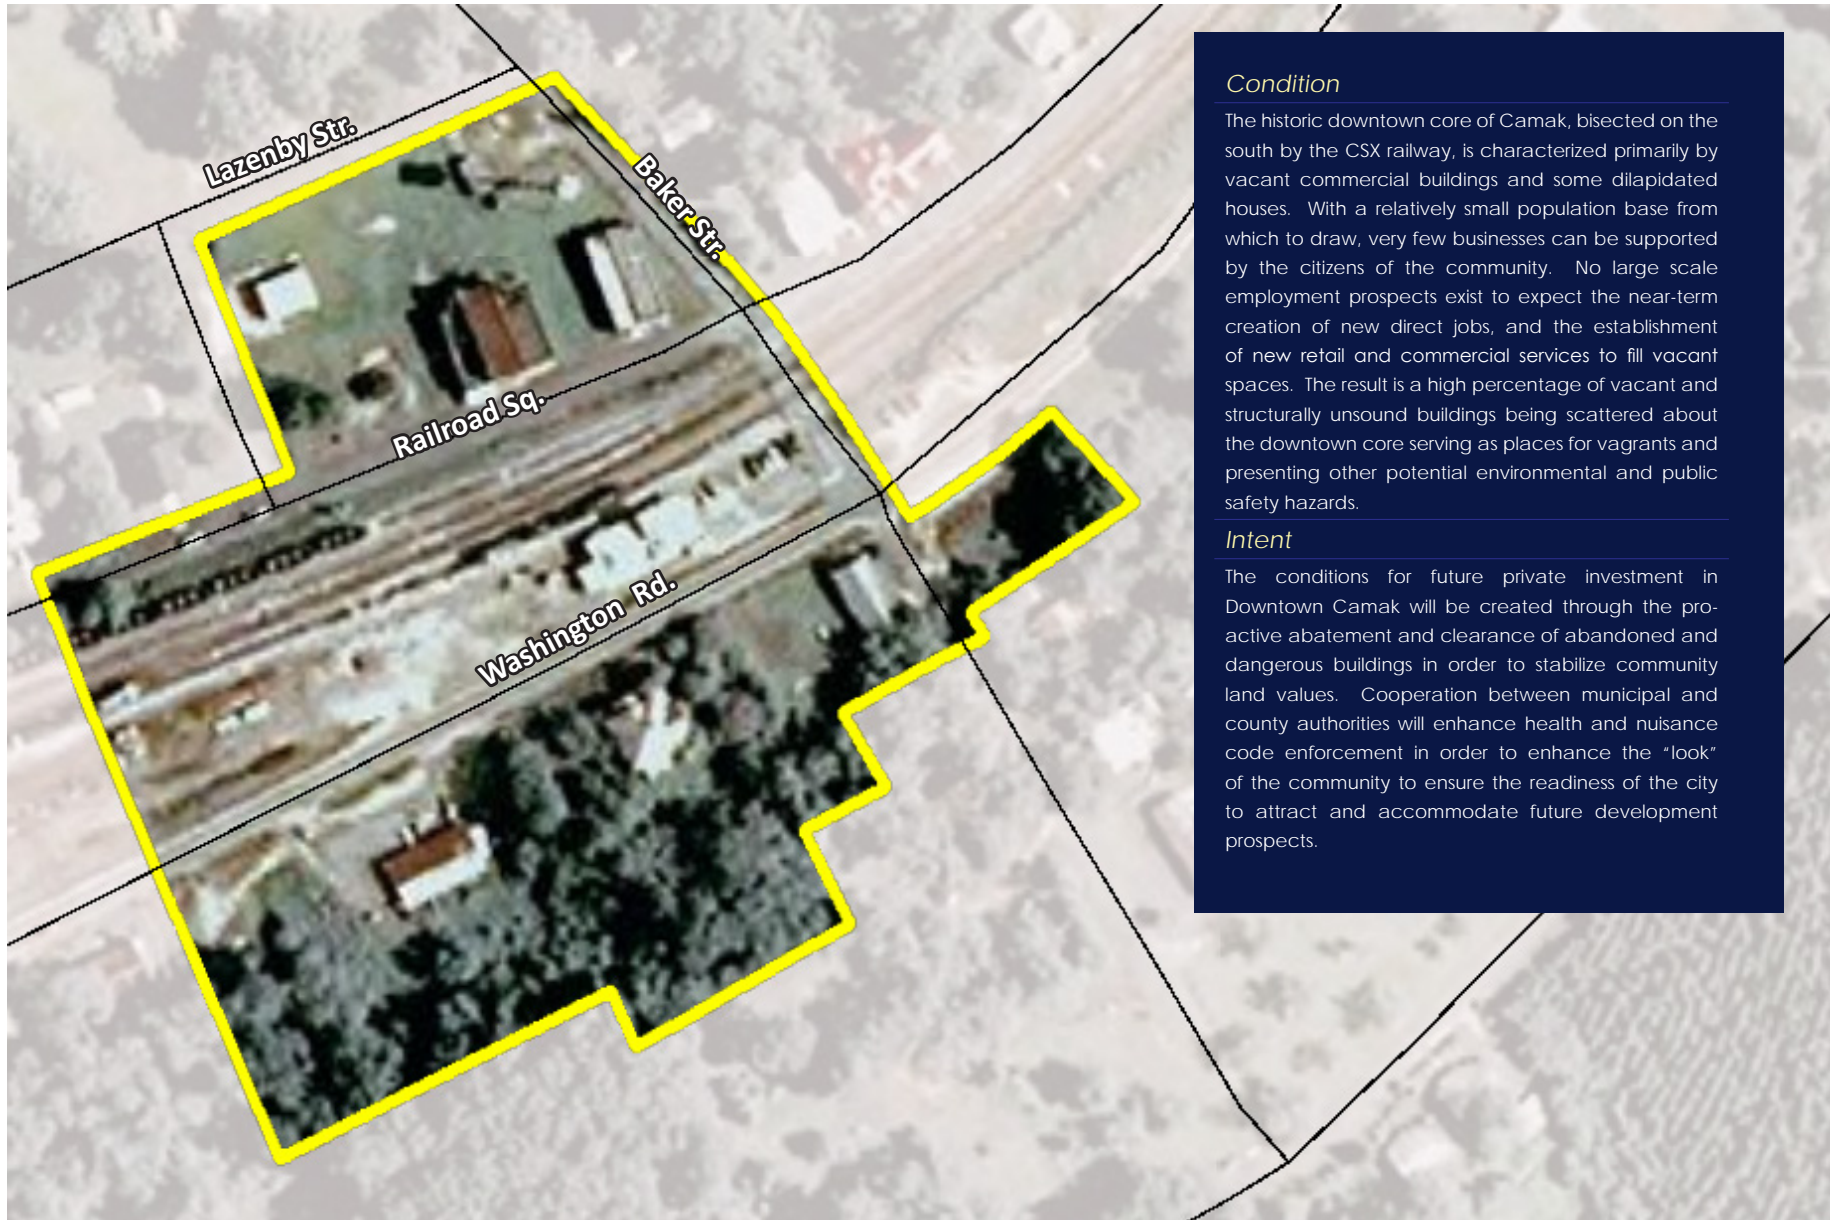 Lazenby Str.
Baker Str.
Railroad Sq.
Washington Rd.
Condition
The historic downtown core of Camak, bisected on the
south by the CSX railway, is characterized primarily by
vacant commercial buildings and some dilapidated
houses. With a relatively small population base from
which to draw, very few businesses can be supported
by the citizens of the community. No large scale
employment prospects exist to expect the near-term
creation of new direct jobs, and the establishment
of new retail and commercial services to fill vacant
spaces. The result is a high percentage of vacant and
structurally unsound buildings being scattered about
the downtown core serving as places for vagrants and
presenting other potential environmental and public
safety hazards.
Intent
The conditions for future private investment in
Downtown Camak will be created through the pro-
active abatement and clearance of abandoned and
dangerous buildings in order to stabilize community
land values. Cooperation between municipal and
county authorities will enhance health and nuisance
code enforcement in order to enhance the “look”
of the community to ensure the readiness of the city
to attract and accommodate future development
prospects.